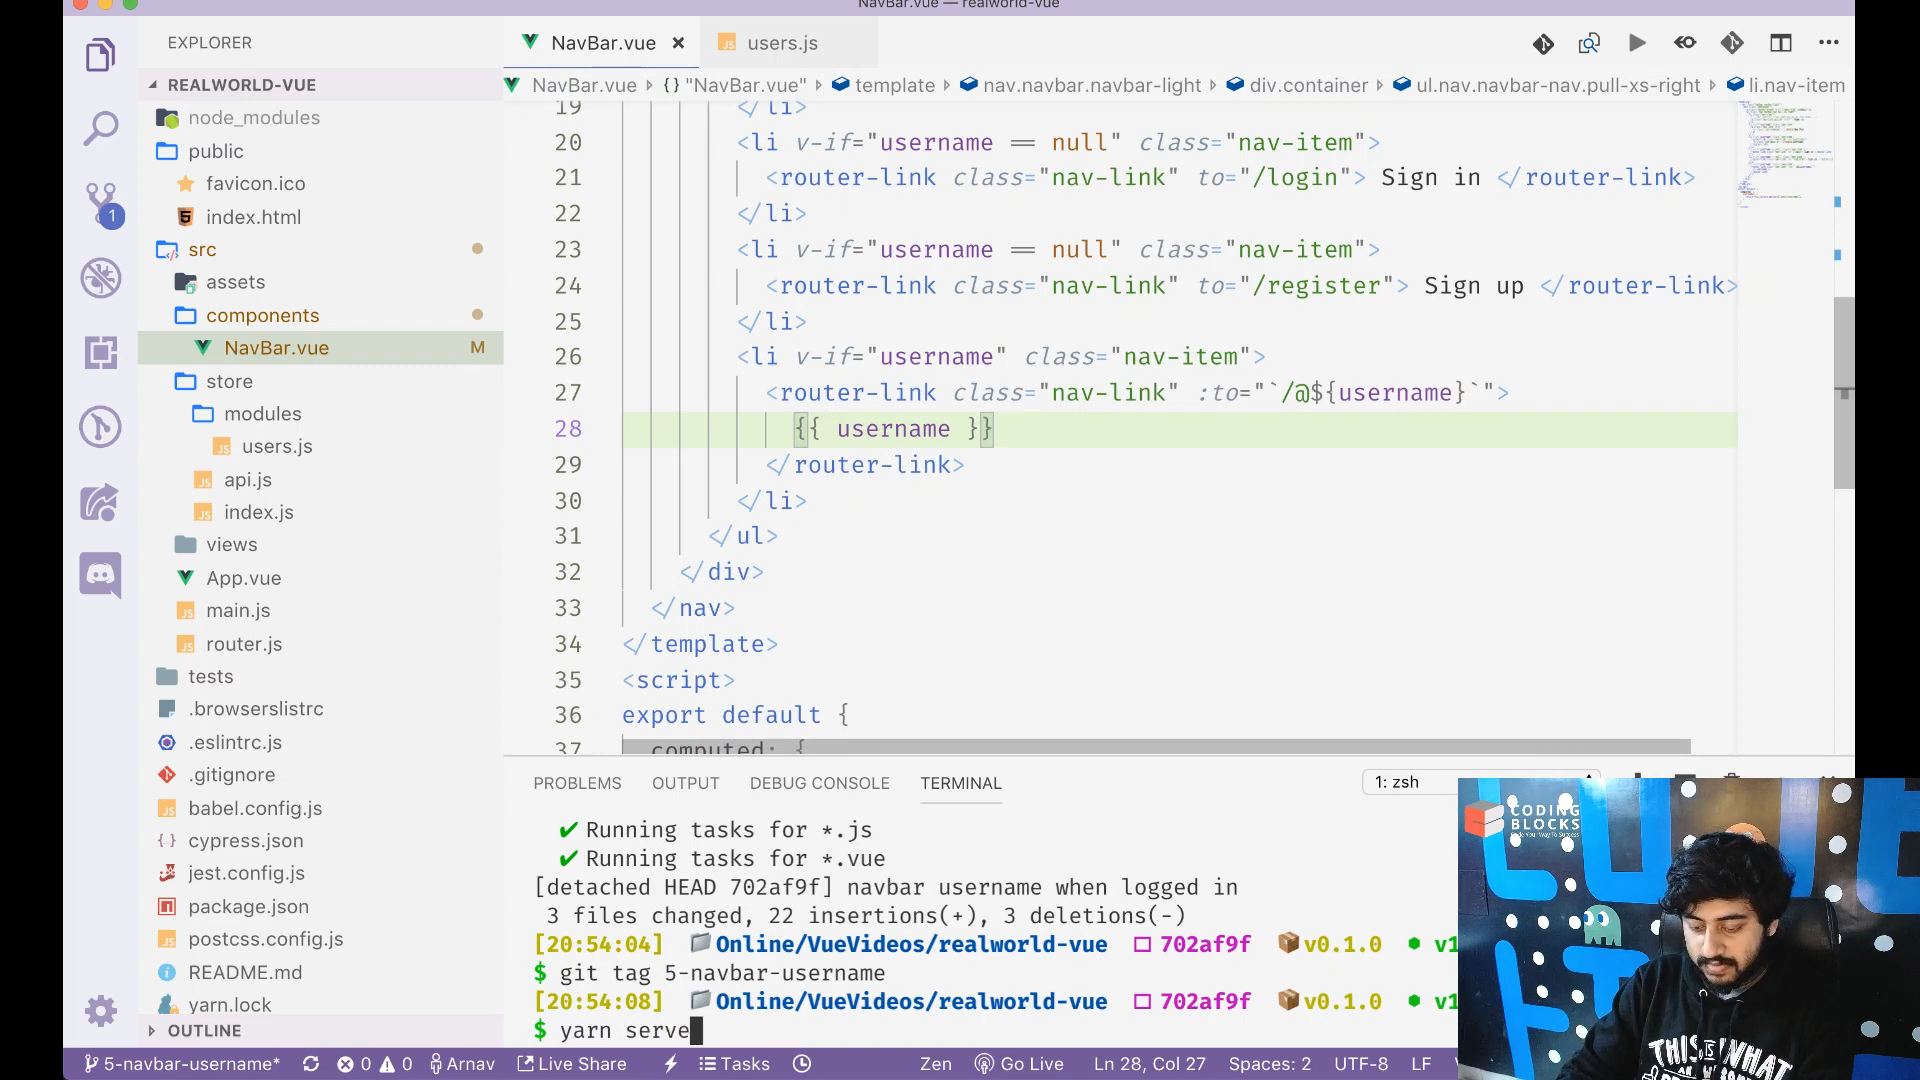 NavBar.vue — realworld-vue
EXPLORER
NavBar.vue
users.js
REALWORLD-VUE
NavBar.vue > {} "NavBar.vue" > template > nav.navbar.navbar-light > div.container > ul.nav.navbar-nav.pull-xs-right > li.nav-item
node_modules
public
favicon.ico
index.html
src
assets
components
NavBar.vue M
store
modules
users.js
api.js
index.js
views
App.vue
main.js
router.js
tests
.browserslistrc
.eslintrc.js
.gitignore
babel.config.js
cypress.json
jest.config.js
package.json
postcss.config.js
README.md
yarn.lock
OUTLINE
19 </li>
20 <li v-if="username == null" class="nav-item">
21 <router-link class="nav-link" to="/login"> Sign in </router-link>
22 </li>
23 <li v-if="username == null" class="nav-item">
24 <router-link class="nav-link" to="/register"> Sign up </router-link>
25 </li>
26 <li v-if="username" class="nav-item">
27 <router-link class="nav-link" :to="`/@${username}`">
28 {{ username }}
29 </router-link>
30 </li>
31 </ul>
32 </div>
33 </nav>
34 </template>
35 <script>
36 export default {
37 computed: {
PROBLEMS OUTPUT DEBUG CONSOLE TERMINAL
1: zsh
✔ Running tasks for *.js
✔ Running tasks for *.vue
[detached HEAD 702af9f] navbar username when logged in
3 files changed, 22 insertions(+), 3 deletions(-)
[20:54:04] Online/VueVideos/realworld-vue 702af9f v0.1.0 v1
$ git tag 5-navbar-username
[20:54:08] Online/VueVideos/realworld-vue 702af9f v0.1.0 v1
$ yarn serve
1
5-navbar-username* 0 0 Arnav Live Share Tasks Zen Go Live Ln 28, Col 27 Spaces: 2 UTF-8 LF
CODING
BLOCKS
THIS IS WHAT